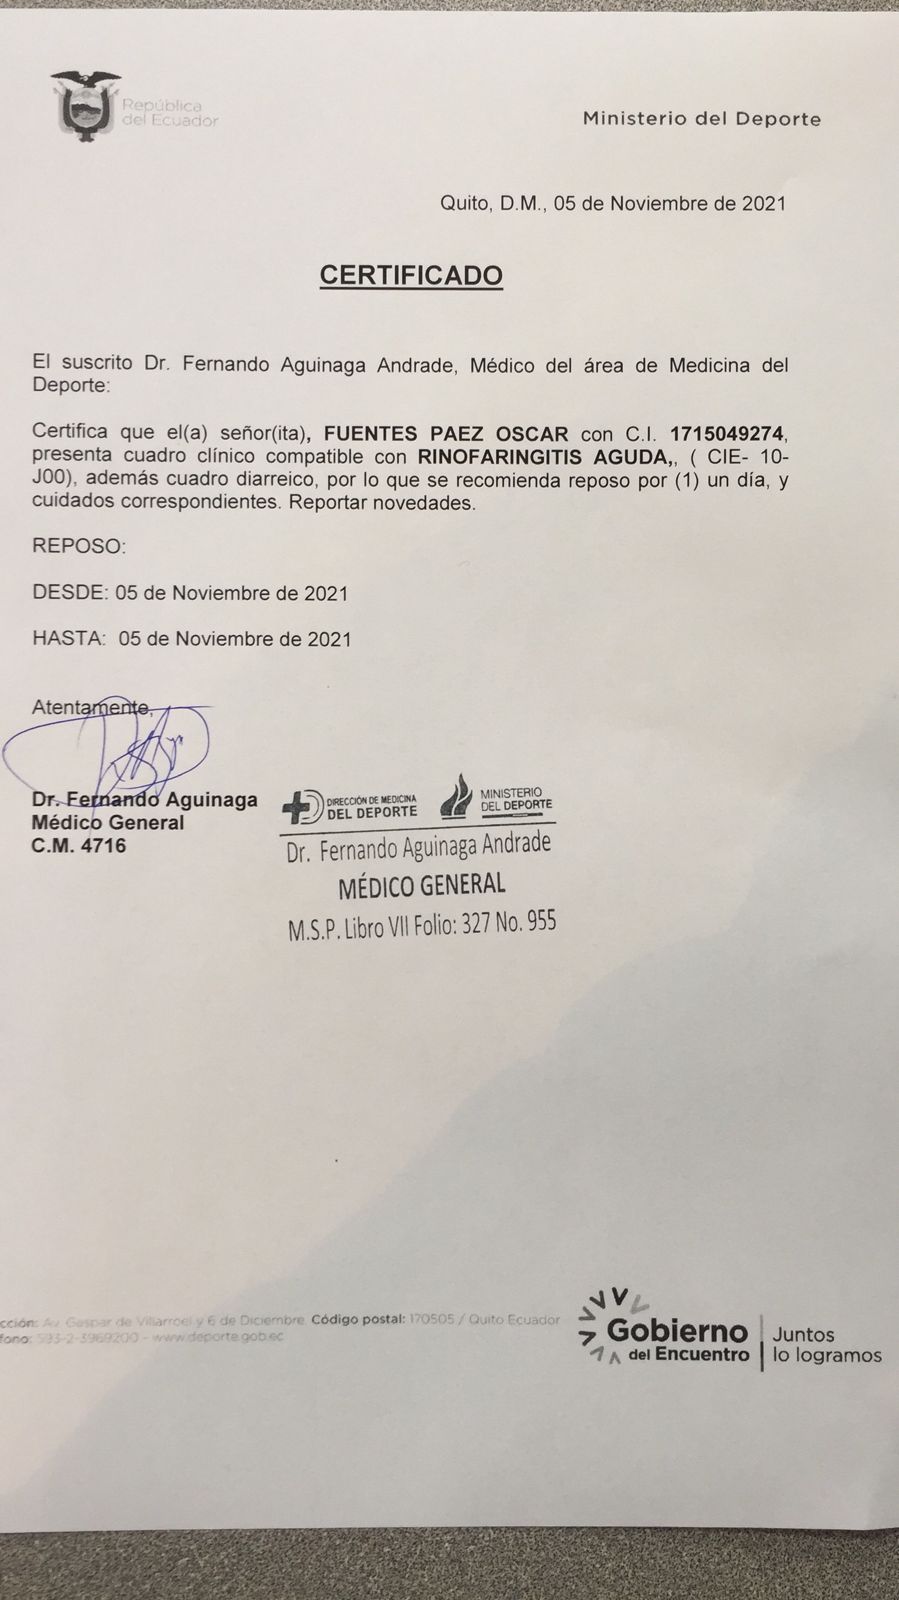 República
del Ecuador
Ministerio del Deporte
Quito, D.M., 05 de Noviembre de 2021
CERTIFICADO
El suscrito Dr. Fernando Aguinaga Andrade, Médico del área de Medicina del
Deporte:
Certifica que el(a) señor(ita), FUENTES PAEZ OSCAR con C.I. 1715049274,
presenta cuadro clínico compatible con RINOFARINGITIS AGUDA,, ( CIE- 10-
J00), además cuadro diarreico, por lo que se recomienda reposo por (1) un día, y
cuidados correspondientes. Reportar novedades.
REPOSO:
DESDE: 05 de Noviembre de 2021
HASTA: 05 de Noviembre de 2021
Atentamente,
Dr. Fernando Aguinaga
Médico General
C.M. 4716
DIRECCIÓN DE MEDICINA
DEL DEPORTE
MINISTERIO
DEL DEPORTE
Dr. Fernando Aguinaga Andrade
MÉDICO GENERAL
M.S.P. Libro VII Folio: 327 No. 955
cción: Av. Gaspar de Villarroel y 6 de Diciembre. Código postal: 170505 / Quito Ecuador
fono: 593-2-3969200 - www.deporte.gob.ec
Gobierno
del Encuentro
Juntos
lo logramos